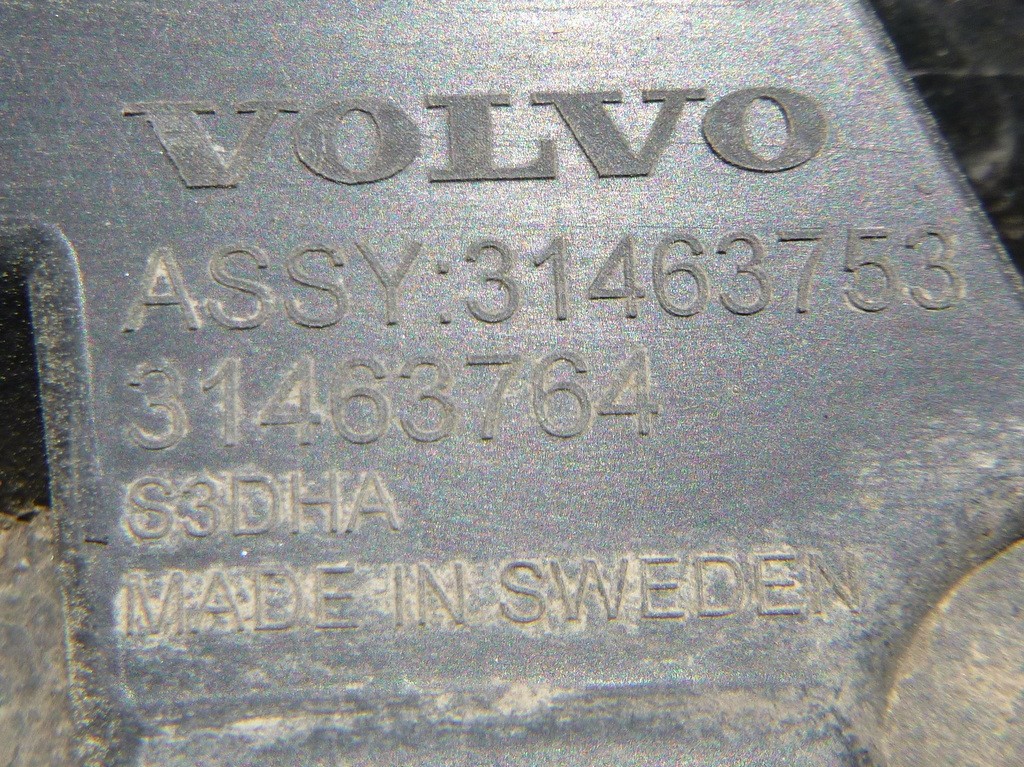 VOLVO
ASSY:31463753
31463764
S3DHA
MADE IN SWEDEN